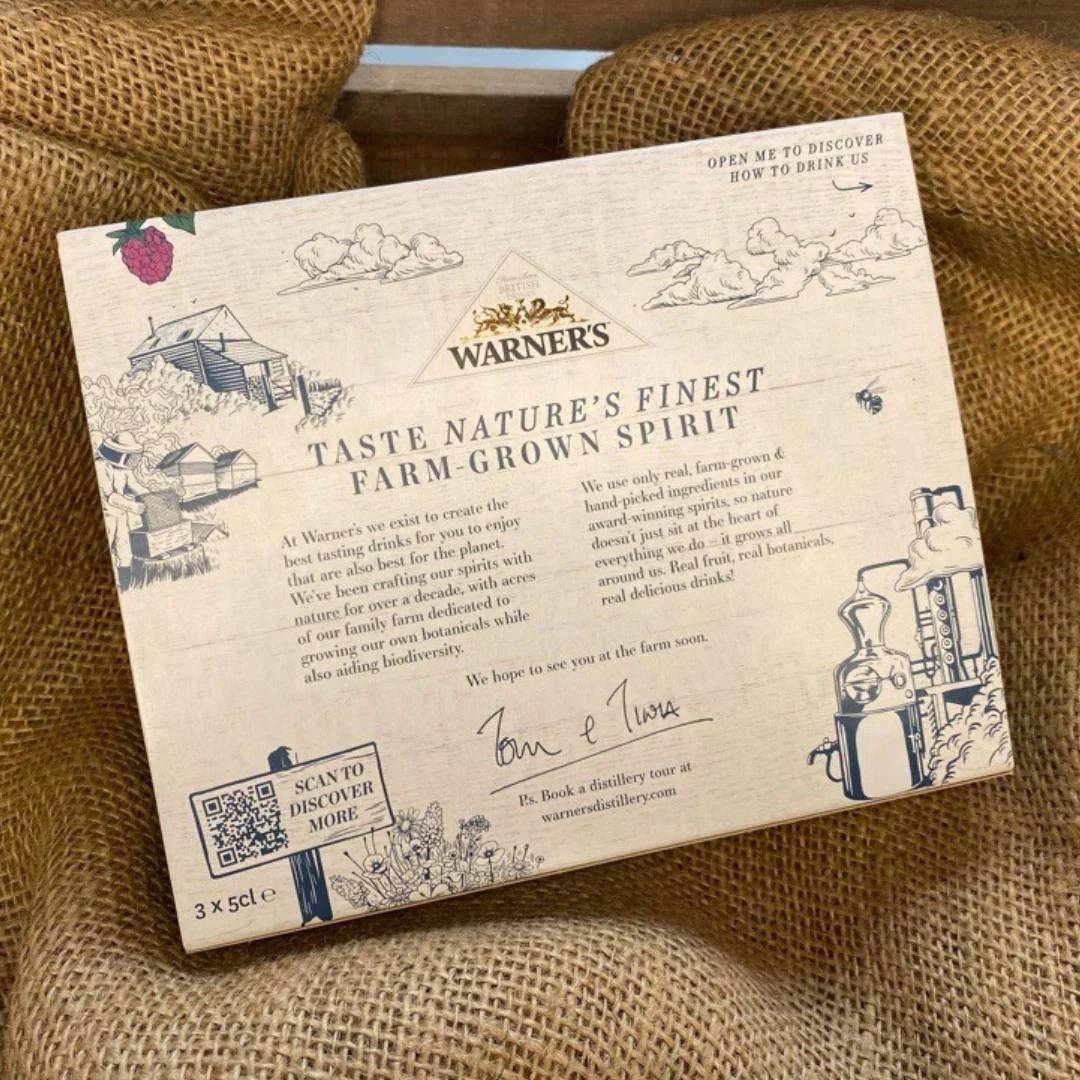 OPEN ME TO DISCOVER
HOW TO DRINK US
BRITISH
WARNER'S
TASTE NATURE'S FINEST
FARM-GROWN SPIRIT
At Warner's we exist to create the
best tasting drinks for you to enjoy
that are also best for the planet.
We've been crafting our spirits with
nature for over a decade, with acres
of our family farm dedicated to
growing our own botanicals while
also aiding biodiversity.
We use only real, farm-grown &
hand-picked ingredients in our
award-winning spirits, so nature
doesn't just sit at the heart of
everything we do – it grows all
around us. Real fruit, real botanicals,
real delicious drinks!
We hope to see you at the farm soon.
Tom e Tina
P.s. Book a distillery tour at
warnersdistillery.com
SCAN TO
DISCOVER
MORE
3 x 5cl e